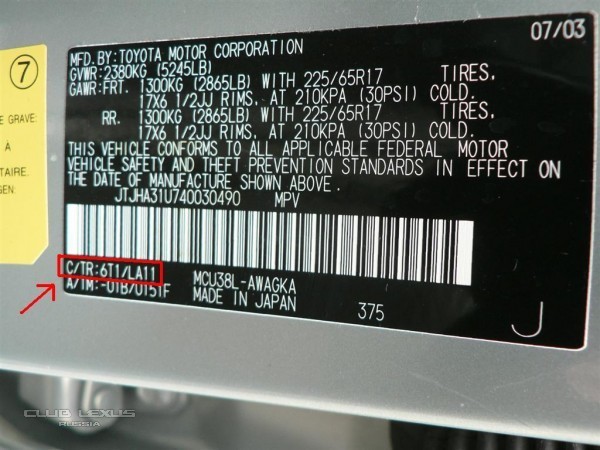 07/03
MFD.BY:TOYOTA MOTOR CORPORATION
GVWR:2380KG (5245LB)
GAWR:FRT. 1300KG (2865LB) WITH 225/65R17 TIRES,
17X6 1/2JJ RIMS, AT 210KPA (30PSI) COLD.
RR. 1300KG (2865LB) WITH 225/65R17 TIRES,
17X6 1/2JJ RIMS, AT 210KPA (30PSI) COLD.
THIS VEHICLE CONFORMS TO ALL APPLICABLE FEDERAL MOTOR
VEHICLE SAFETY AND THEFT PREVENTION STANDARDS IN EFFECT ON
THE DATE OF MANUFACTURE SHOWN ABOVE.
JTJHA31U740030490 MPV
C/TR:6T1/LA11 MCU38L-AWAGKA
A/TM:-01B/U151F MADE IN JAPAN 375
J
7
E GRAVE:
À
TAIRE.
GEN:
CLUB LEXUS
RUSSIA